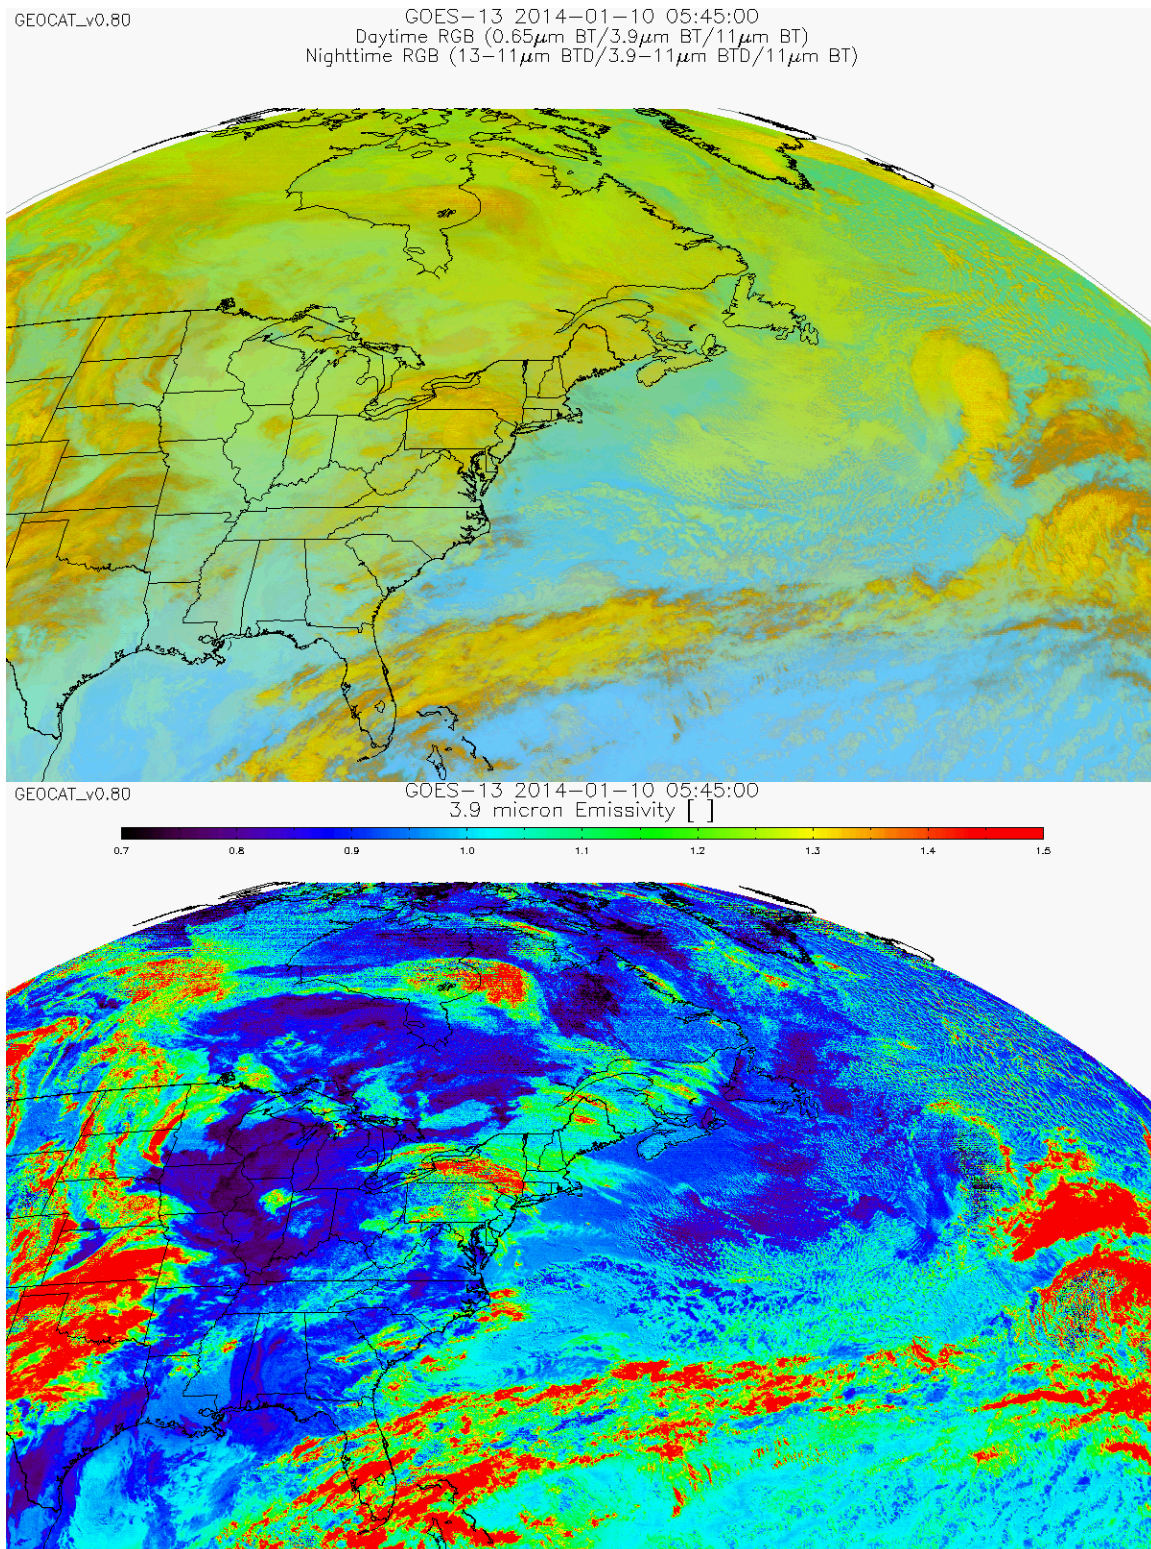 GEOCAT_v0.80
GOES-13 2014-01-10 05:45:00
Daytime RGB (0.65μm BT/3.9μm BT/11μm BT)
Nighttime RGB (13-11μm BTD/3.9-11μm BTD/11μm BT)
GEOCAT_v0.80
GOES-13 2014-01-10 05:45:00
3.9 micron Emissivity [ ]
0.7 0.8 0.9 1.0 1.1 1.2 1.3 1.4 1.5